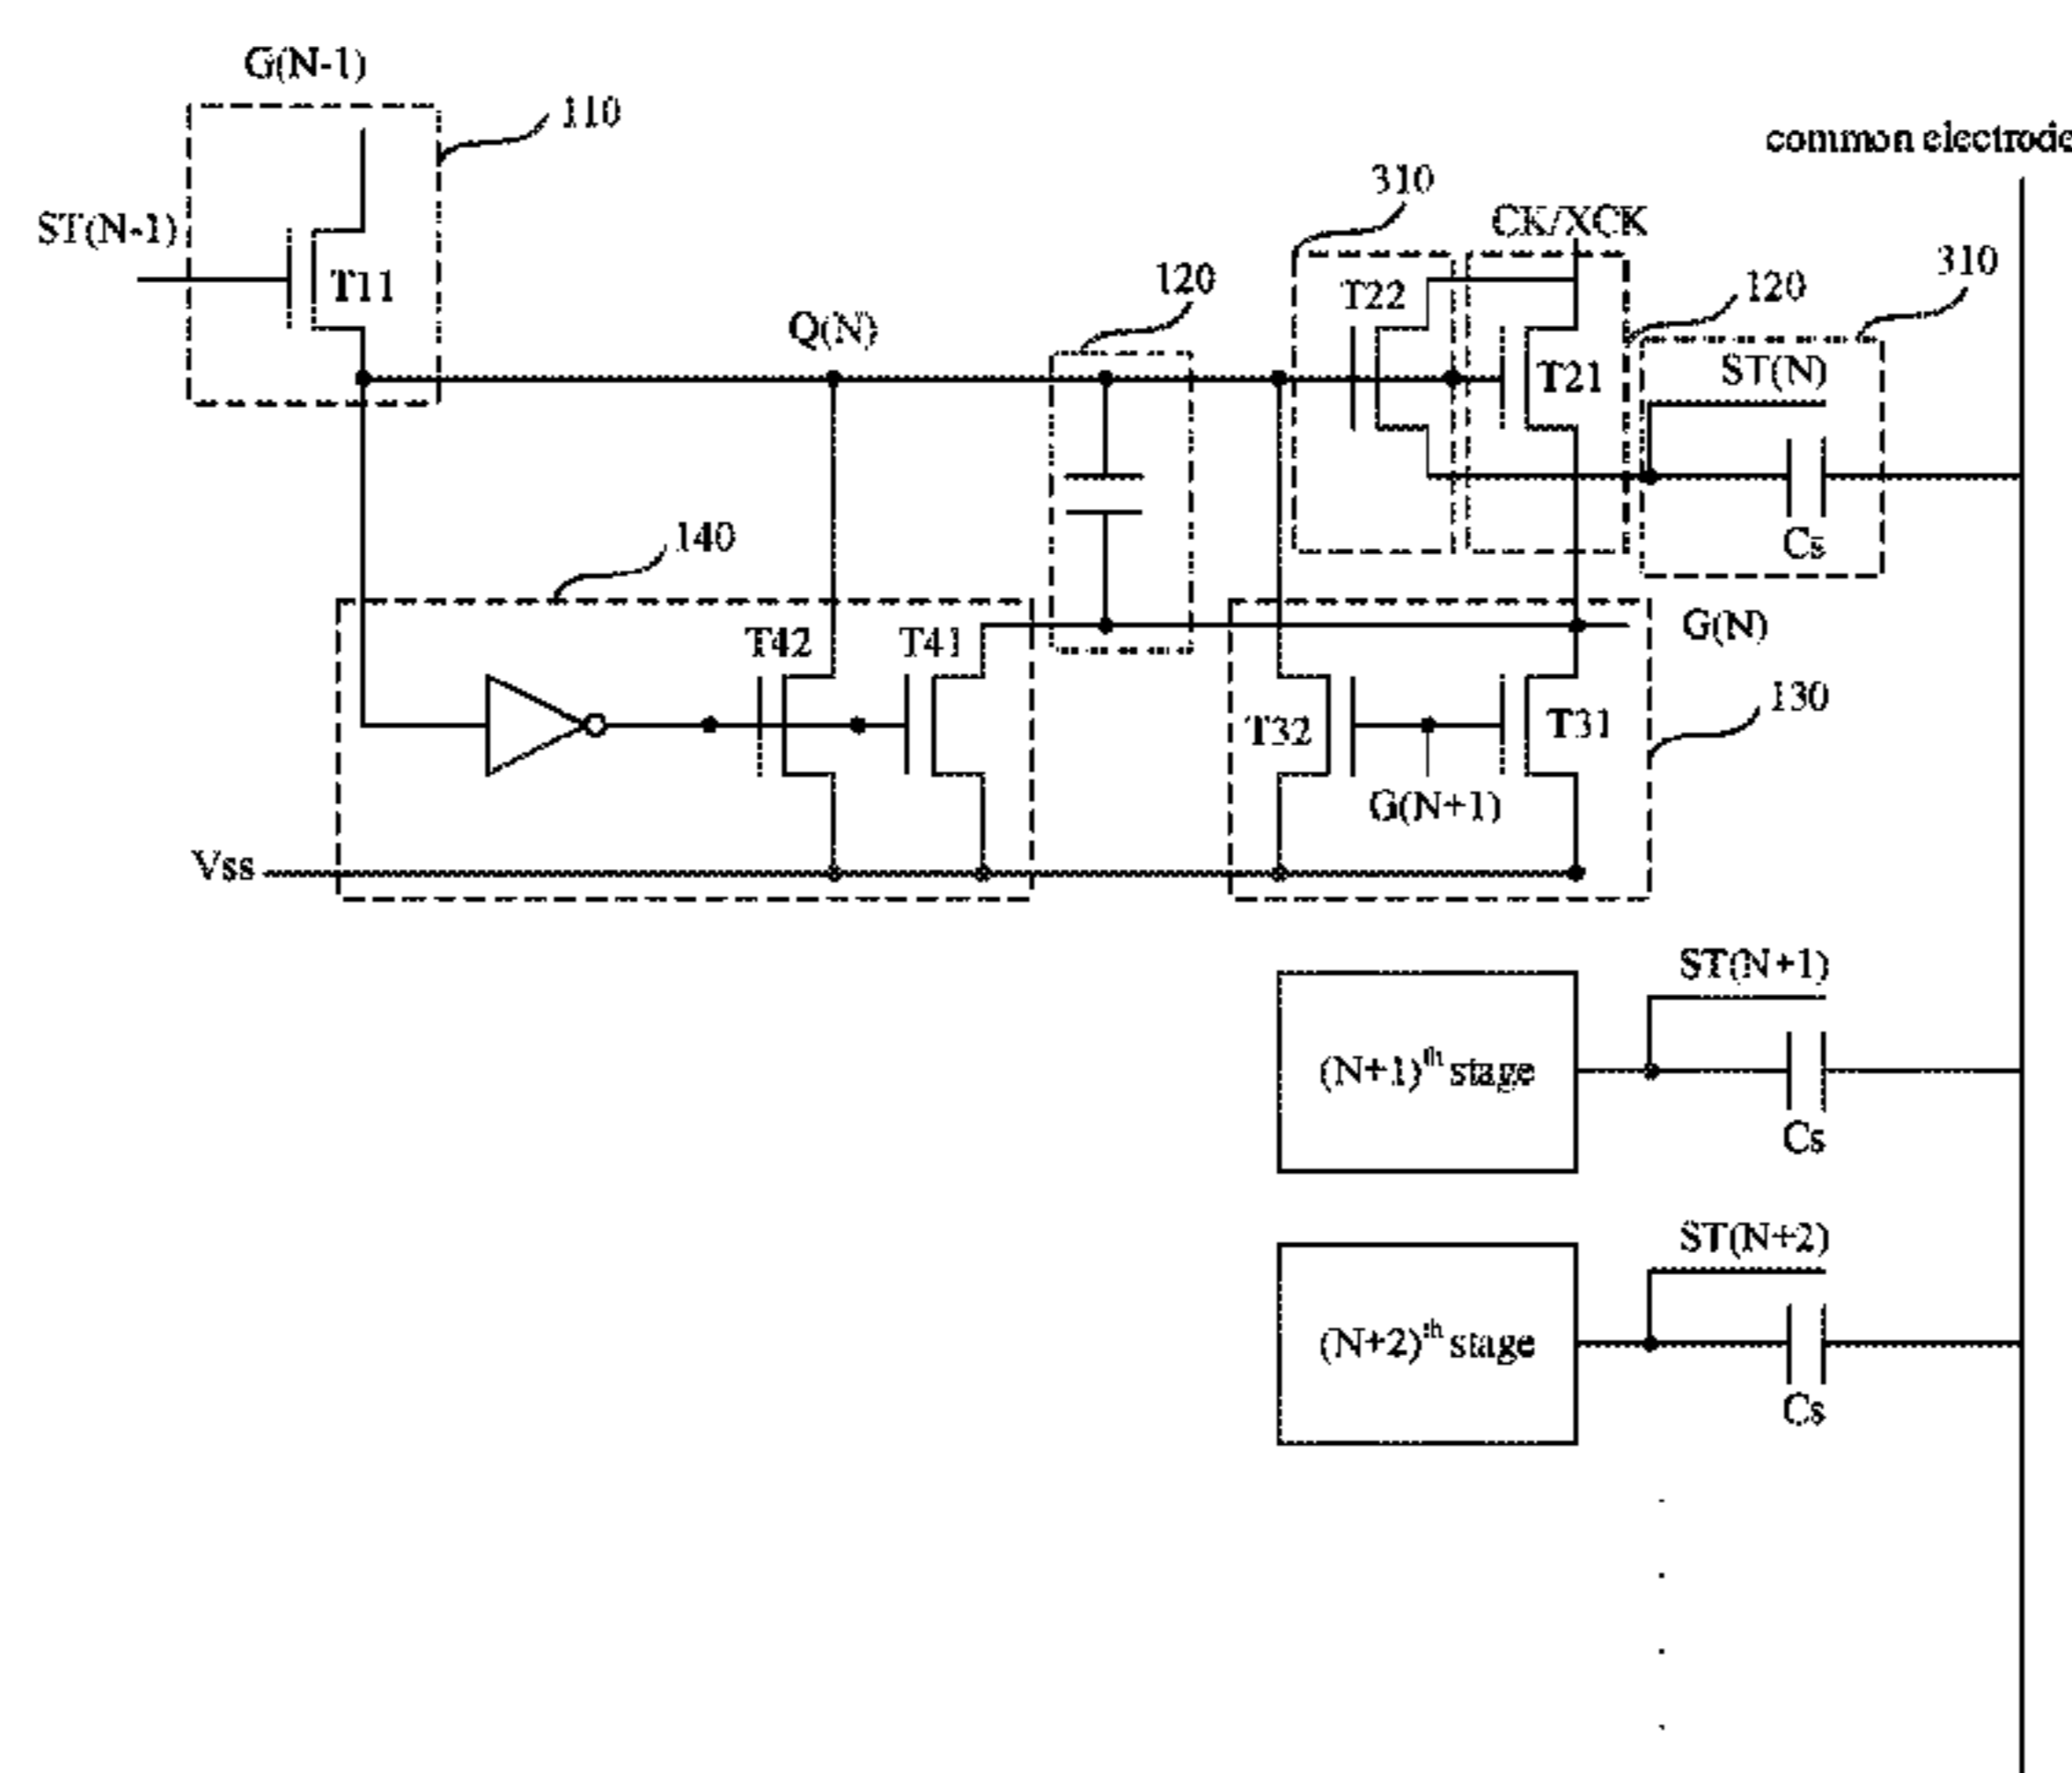 G(N-1)
110
common electrode
ST(N-1)
310
CK/XCK
310
T11
120
T22
120
Q(N)
T21
ST(N)
140
Cs
T42
T41
G(N)
T32
T31
130
G(N+1)
Vss
ST(N+1)
(N+1)th stage
Cs
ST(N+2)
(N+2)th stage
Cs